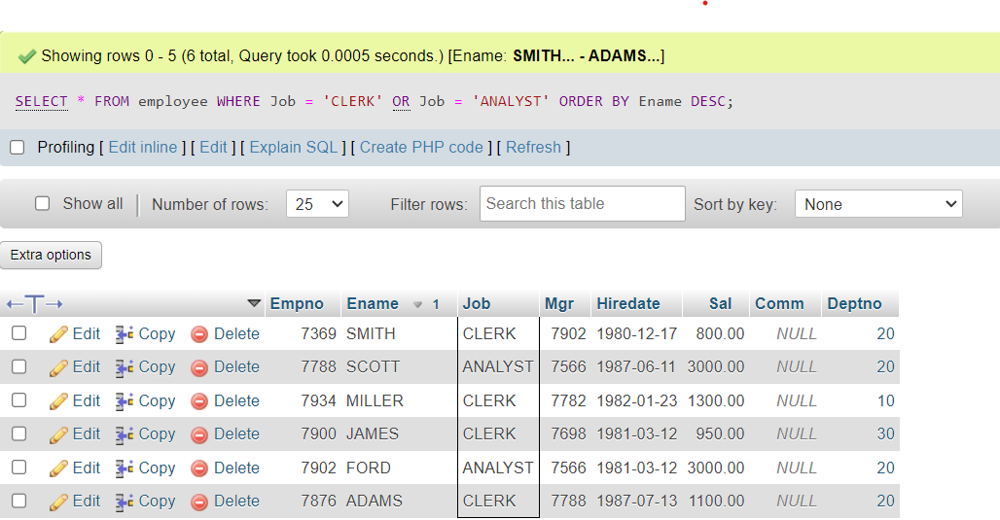 Showing rows 0 - 5 (6 total, Query took 0.0005 seconds.) [Ename: SMITH... - ADAMS...]
SELECT * FROM employee WHERE Job = 'CLERK' OR Job = 'ANALYST' ORDER BY Ename DESC;
Profiling [ Edit inline ] [ Edit ] [ Explain SQL ] [ Create PHP code ] [ Refresh ]
Show all Number of rows: 25 Filter rows: Search this table Sort by key: None
Extra options
Empno Ename 1 Job Mgr Hiredate Sal Comm Deptno
Edit Copy Delete 7369 SMITH CLERK 7902 1980-12-17 800.00 NULL 20
Edit Copy Delete 7788 SCOTT ANALYST 7566 1987-06-11 3000.00 NULL 20
Edit Copy Delete 7934 MILLER CLERK 7782 1982-01-23 1300.00 NULL 10
Edit Copy Delete 7900 JAMES CLERK 7698 1981-03-12 950.00 NULL 30
Edit Copy Delete 7902 FORD ANALYST 7566 1981-03-12 3000.00 NULL 20
Edit Copy Delete 7876 ADAMS CLERK 7788 1987-07-13 1100.00 NULL 20